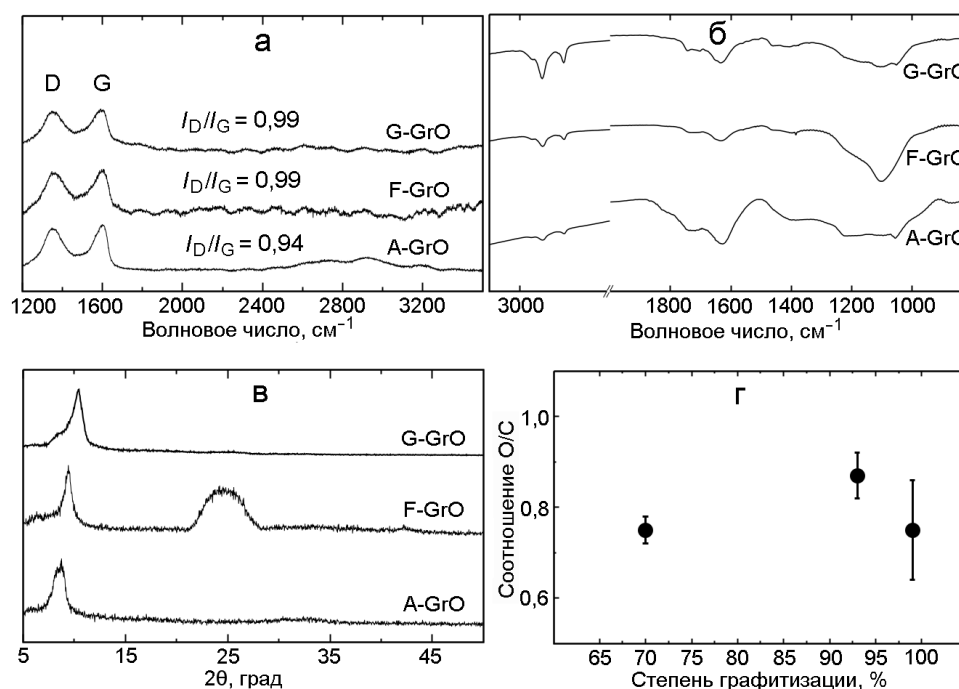 а
D G
I_D/I_G = 0,99
G-GrO
I_D/I_G = 0,99
F-GrO
I_D/I_G = 0,94
A-GrO
1200 1600 2000 2400 2800 3200
Волновое число, см⁻¹
б
G-GrO
F-GrO
A-GrO
3000 1800 1600 1400 1200 1000
Волновое число, см⁻¹
в
G-GrO
F-GrO
A-GrO
5 15 25 35 45
2θ, град
г
Соотношение O/C
1,0
0,8
0,6
65 70 75 80 85 90 95 100
Степень графитизации, %